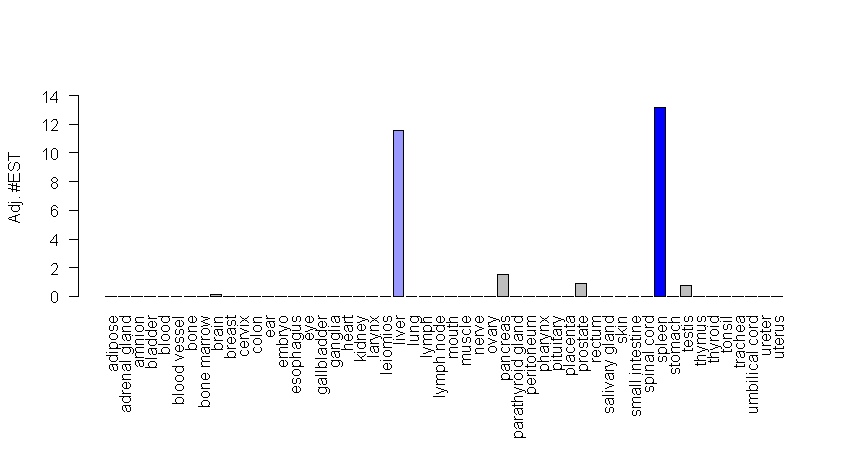 14
12
10
8
6
4
2
0
Adj. #EST
adipose
adrenal gland
amnion
bladder
blood
blood vessel
bone
bone marrow
brain
breast
cervix
colon
ear
embryo
esophagus
eye
gallbladder
ganglia
heart
kidney
larynx
leiomios
liver
lung
lymph
lymph node
mouth
muscle
nerve
ovary
pancreas
parathyroid gland
peritoneum
pharynx
pituitary
placenta
prostate
rectum
salivary gland
skin
small intestine
spinal cord
spleen
stomach
testis
thymus
thyroid
tonsil
trachea
umbilical cord
ureter
uterus